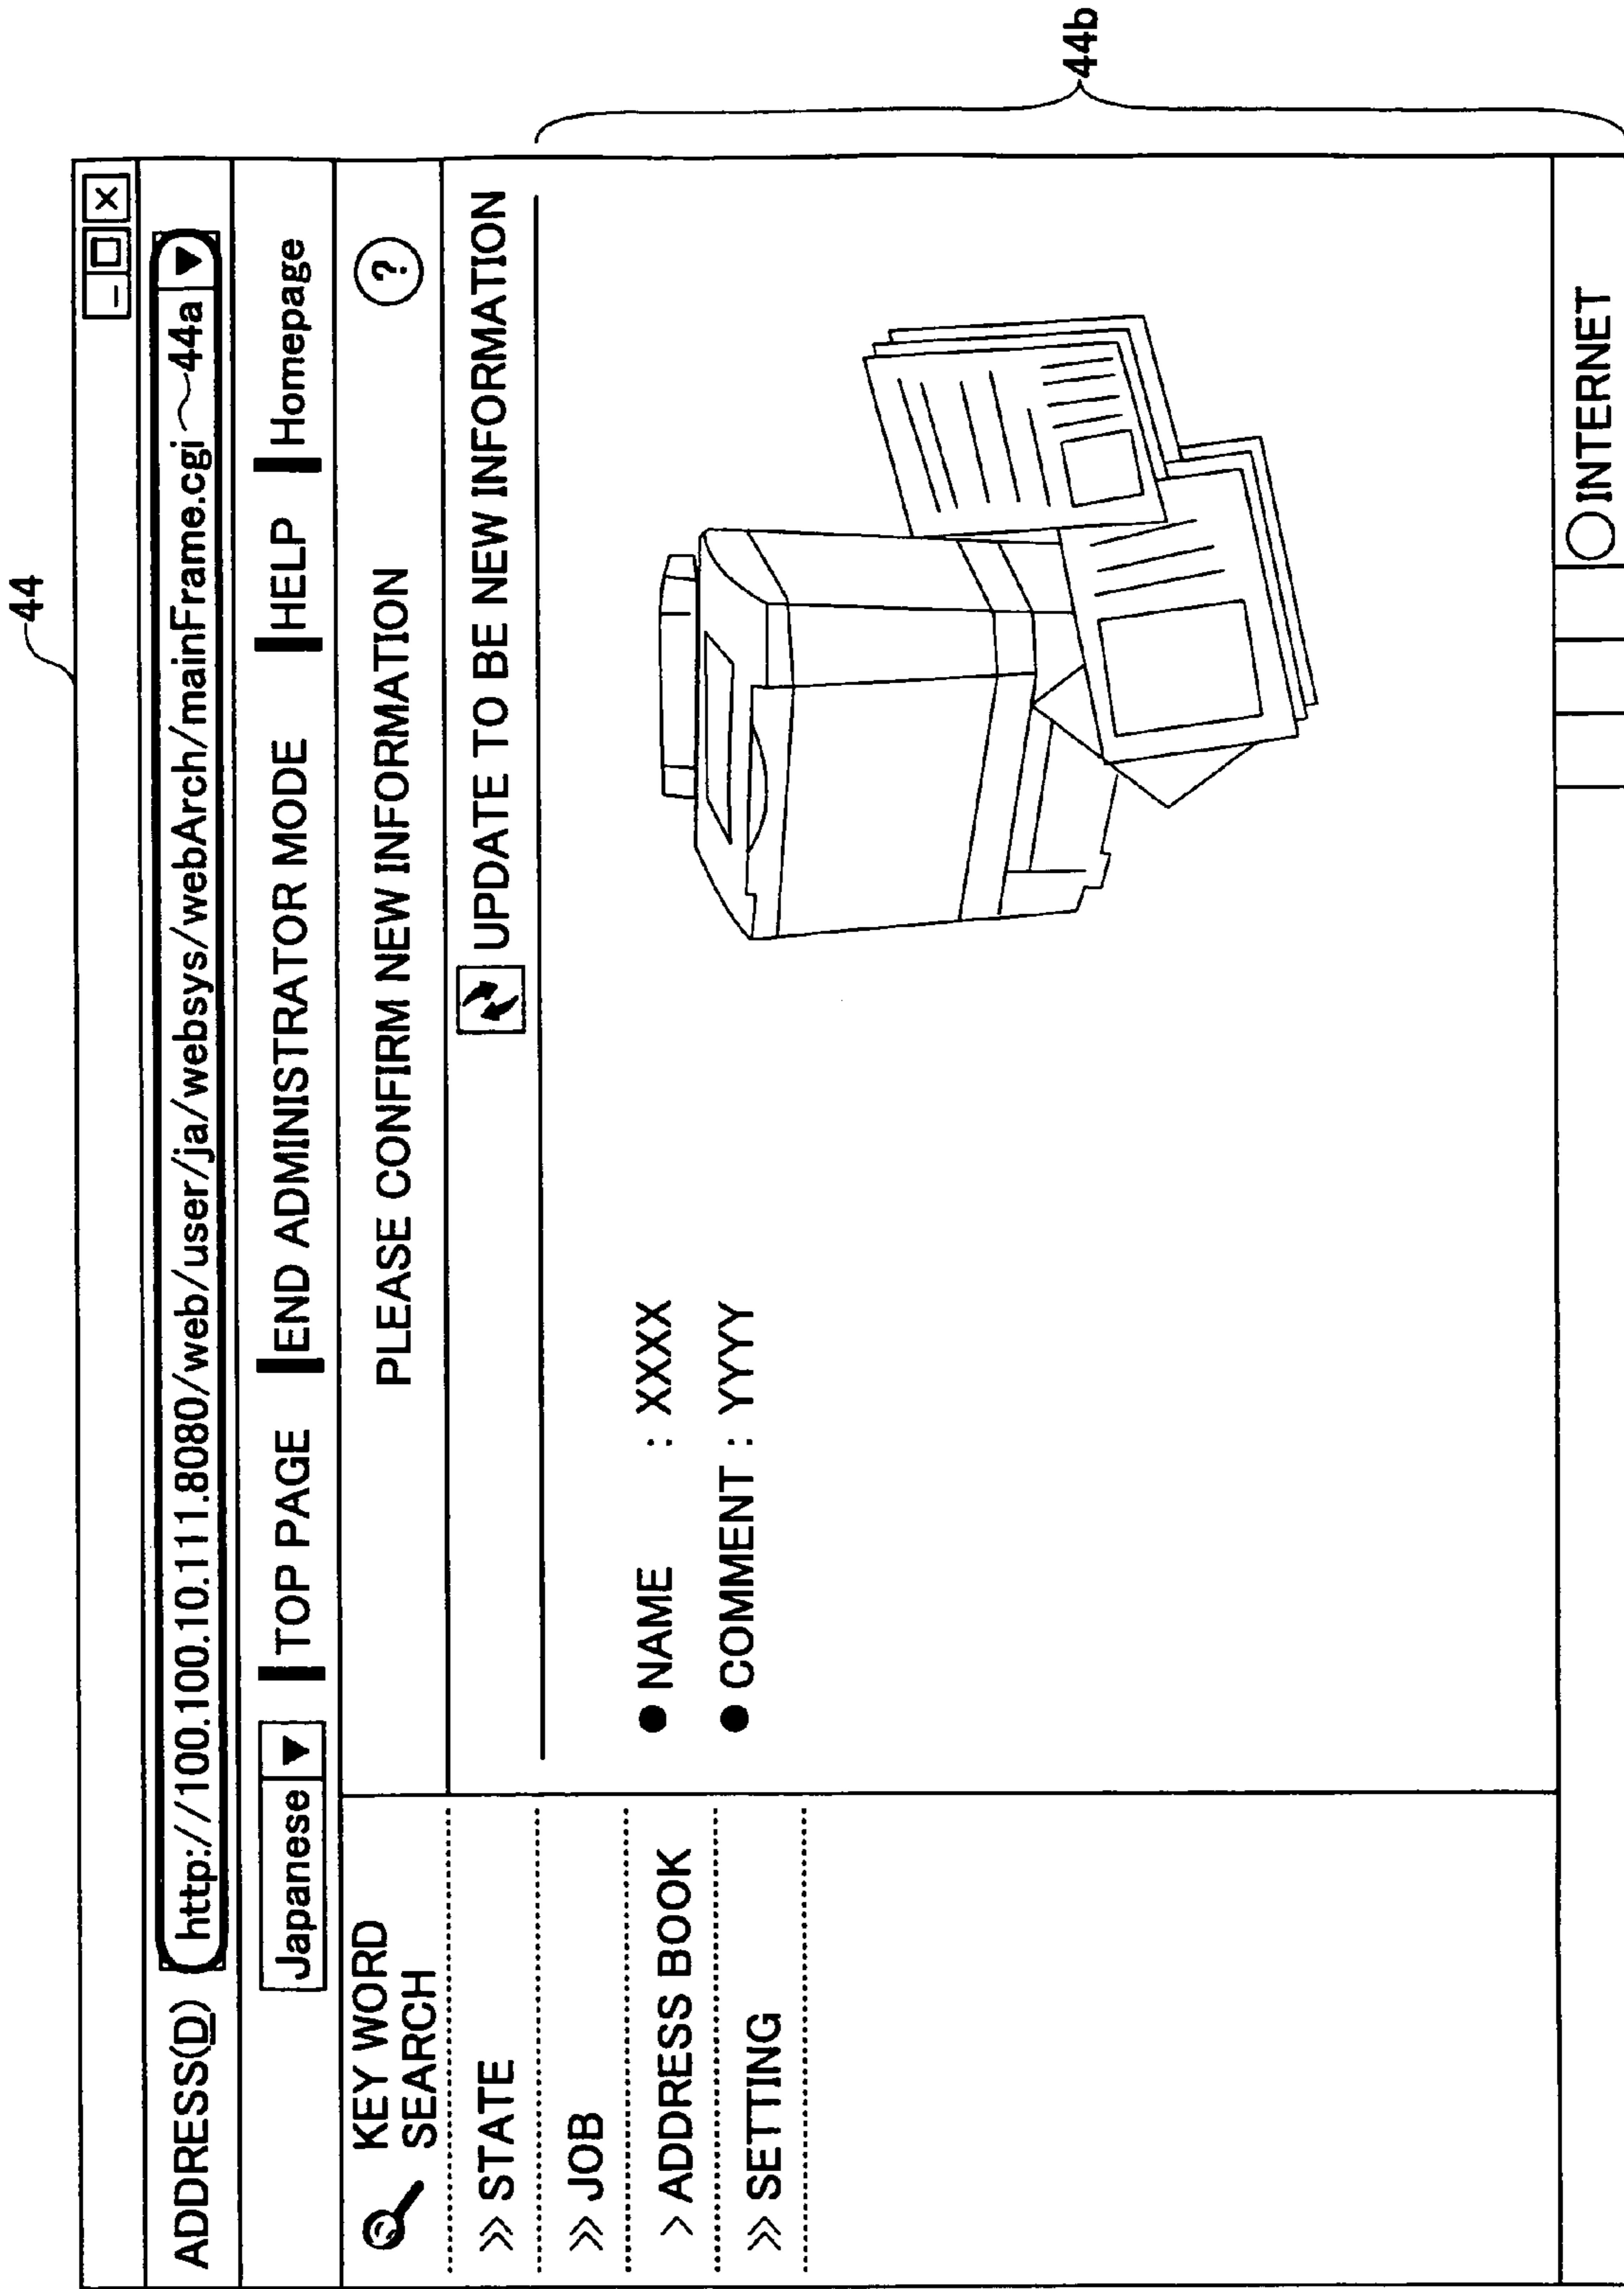 44
ADDRESS(D) http://100.100.10.111.8080/web/user/ja/websys/webArch/mainFrame.cgi 44a
Japanese TOP PAGE END ADMINISTRATOR MODE HELP Homepage
KEY WORD
SEARCH
PLEASE CONFIRM NEW INFORMATION ?
>> STATE
UPDATE TO BE NEW INFORMATION
>> JOB
> ADDRESS BOOK
>> SETTING
● NAME : XXXX
● COMMENT : YYYY
44b
INTERNET